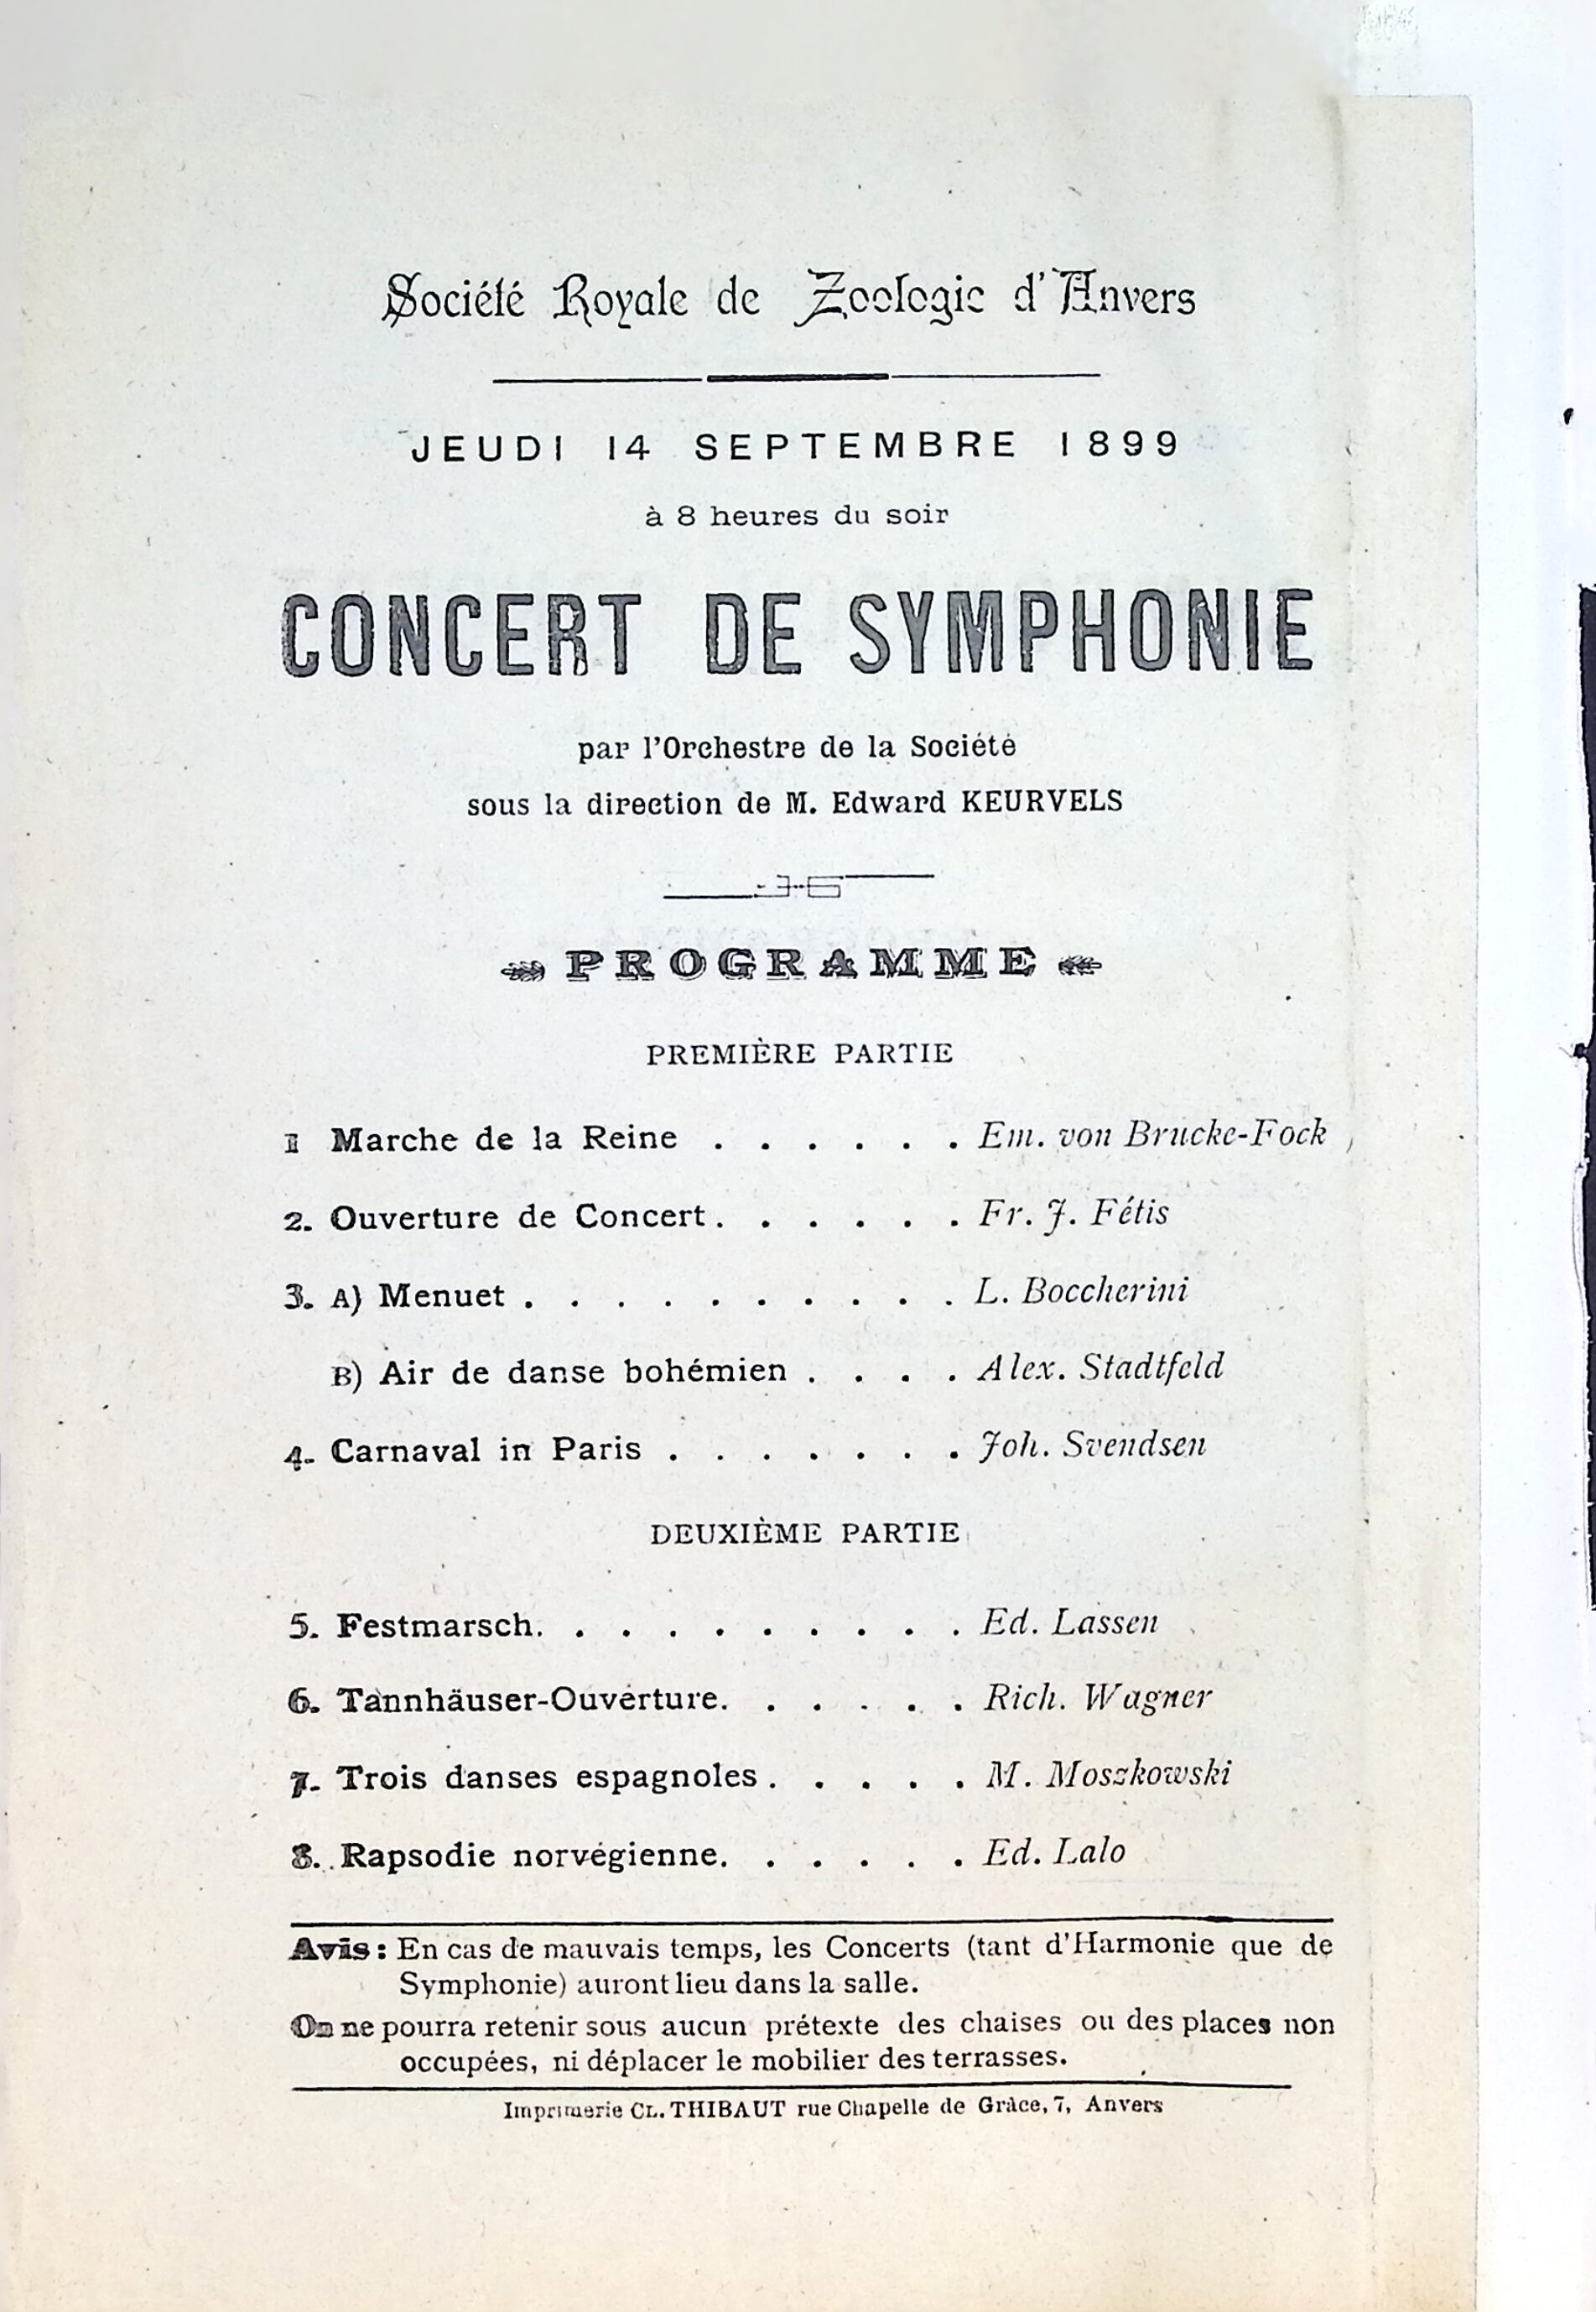 Société Royale de Zoologie d'Anvers
JEUDI 14 SEPTEMBRE 1899
à 8 heures du soir
CONCERT DE SYMPHONIE
par l'Orchestre de la Société
sous la direction de M. Edward KEURVELS
PROGRAMME
PREMIÈRE PARTIE
1 Marche de la Reine . . . . . . Em. von Brucke-Fock
2. Ouverture de Concert . . . . . . Fr. J. Fétis
3. A) Menuet . . . . . . . . . . L. Boccherini
B) Air de danse bohémien . . . . Alex. Stadtfeld
4. Carnaval in Paris . . . . . . . Joh. Svendsen
DEUXIÈME PARTIE
5. Festmarsch. . . . . . . . . . Ed. Lassen
6. Tannhäuser-Ouverture. . . . . . Rich. Wagner
7. Trois danses espagnoles . . . . . M. Moszkowski
8. Rapsodie norvégienne. . . . . . Ed. Lalo
Avis : En cas de mauvais temps, les Concerts (tant d'Harmonie que de
Symphonie) auront lieu dans la salle.
On ne pourra retenir sous aucun prétexte des chaises ou des places non
occupées, ni déplacer le mobilier des terrasses.
Imprimerie CL. THIBAUT rue Chapelle de Grâce, 7, Anvers